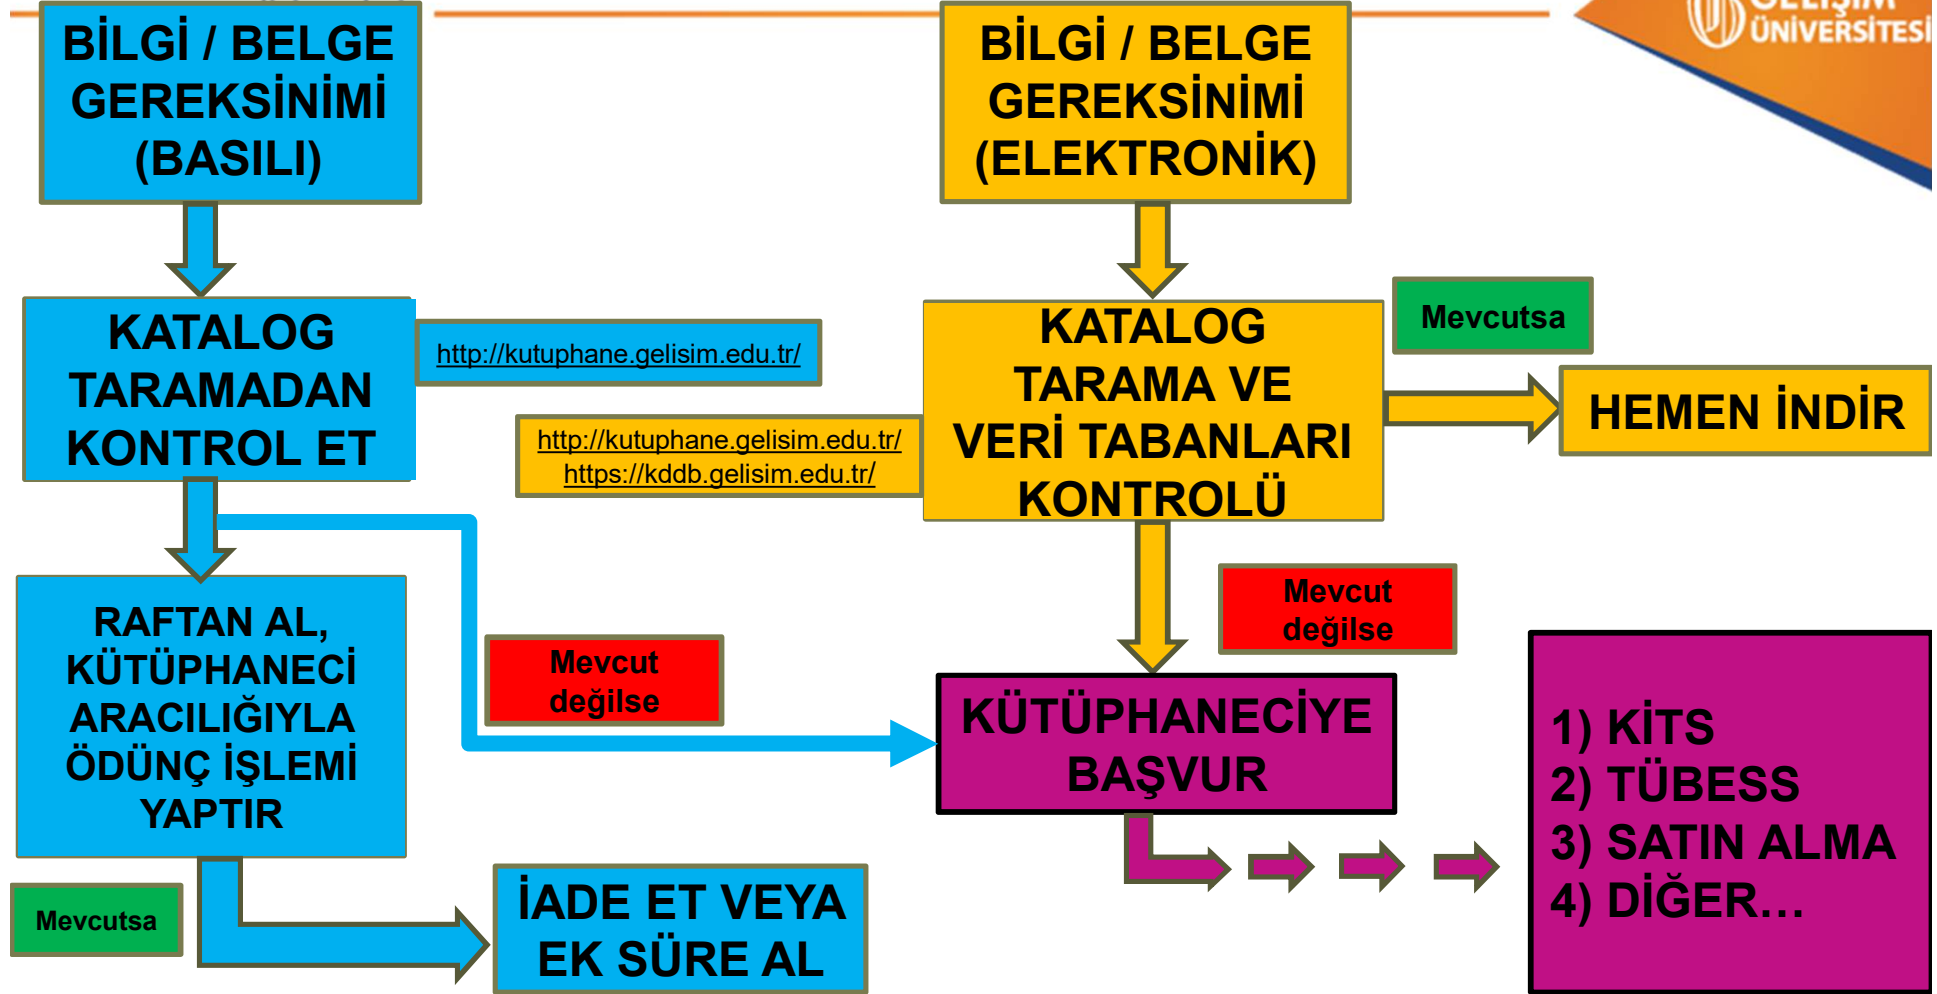 GELİŞİM
ÜNİVERSİTESİ
BİLGİ / BELGE
GEREKSİNİMİ
(BASILI)
BİLGİ / BELGE
GEREKSİNİMİ
(ELEKTRONİK)
KATALOG
TARAMADAN
KONTROL ET
http://kutuphane.gelisim.edu.tr/
http://kutuphane.gelisim.edu.tr/
https://kddb.gelisim.edu.tr/
KATALOG
TARAMA VE
VERİ TABANLARI
KONTROLÜ
Mevcutsa
HEMEN İNDİR
RAFTAN AL,
KÜTÜPHANECİ
ARACILIĞIYLA
ÖDÜNÇ İŞLEMİ
YAPTIR
Mevcut
değilse
Mevcut
değilse
KÜTÜPHANECİYE
BAŞVUR
1) KİTS
2) TÜBESS
3) SATIN ALMA
4) DİĞER…
Mevcutsa
İADE ET VEYA
EK SÜRE AL